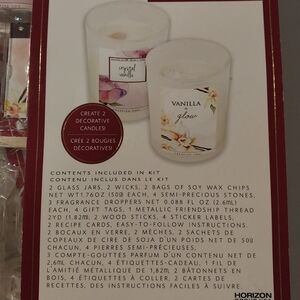 crystal
vanilla
VANILLA
&
glow
CREATE 2
DECORATIVE
CANDLES!
CRÉE 2 BOUGIES
DÉCORATIVES!
CONTENTS INCLUDED IN KIT
CONTENU INCLUS DANS LE KIT
2 GLASS JARS, 2 WICKS, 2 BAGS OF SOY WAX CHIPS
NET WT1.76OZ (50G) EACH, 4 SEMI-PRECIOUS STONES,
3 FRAGRANCE DROPPERS NET 0.088 FL OZ (2.6ML)
EACH, 4 GIFT TAGS, 1 METALLIC FRIENDSHIP THREAD
2YD (1.82M), 2 WOOD STICKS, 4 STICKER LABELS,
2 RECIPE CARDS, EASY-TO-FOLLOW INSTRUCTIONS.
2 BOCAUX EN VERRE, 2 MÈCHES, 2 SACHETS DE
COPEAUX DE CIRE DE SOJA D'UN POIDS NET DE 50G
CHACUN, 4 PIERRES SEMI-PRÉCIEUSES,
3 COMPTE-GOUTTES PARFUM D'UN CONTENU NET DE
2,6ML CHACUN, 4 ÉTIQUETTES-CADEAU, 1 FIL DE
L'AMITIÉ MÉTALLIQUE DE 1,82M, 2 BÂTONNETS EN
BOIS, 4 ÉTIQUETTES À COLLER, 2 CARTES DE
RECETTES, DES INSTRUCTIONS FACILES À SUIVRE.
HORIZON